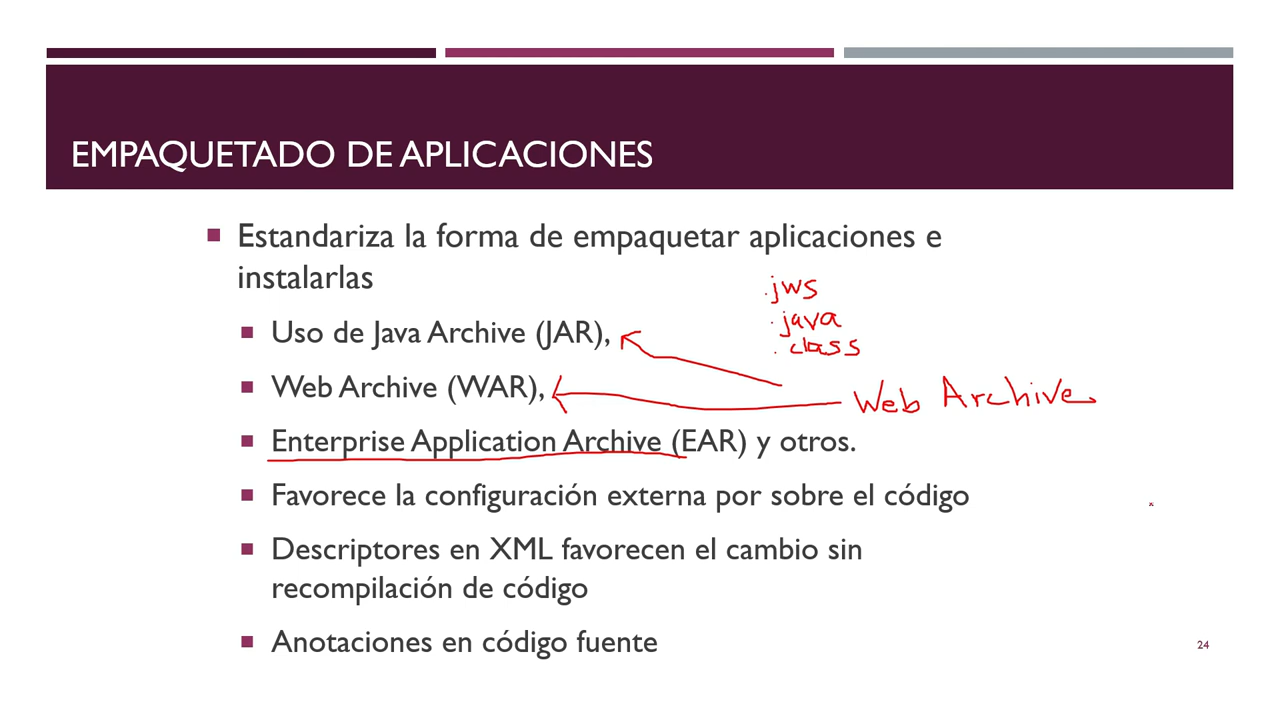 EMPAQUETADO DE APLICACIONES
Estandariza la forma de empaquetar aplicaciones e
instalarlas
.jws
.java
.class
Uso de Java Archive (JAR),
Web Archive (WAR),
Web Archive
Enterprise Application Archive (EAR) y otros.
Favorece la configuración externa por sobre el código
Descriptores en XML favorecen el cambio sin
recompilación de código
Anotaciones en código fuente
24